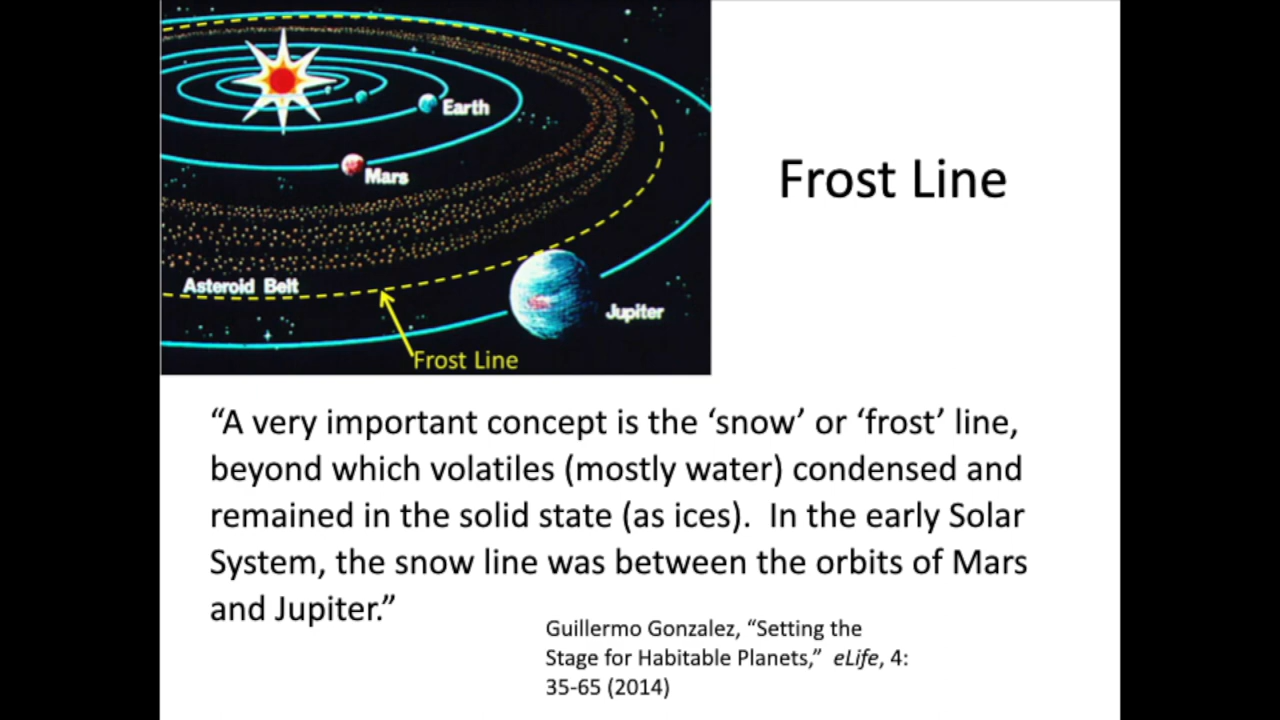 Earth
Mars
Asteroid Belt
Jupiter
Frost Line
Frost Line
“A very important concept is the ‘snow’ or ‘frost’ line,
beyond which volatiles (mostly water) condensed and
remained in the solid state (as ices).  In the early Solar
System, the snow line was between the orbits of Mars
and Jupiter.”
Guillermo Gonzalez, “Setting the
Stage for Habitable Planets,”  eLife, 4:
35-65 (2014)